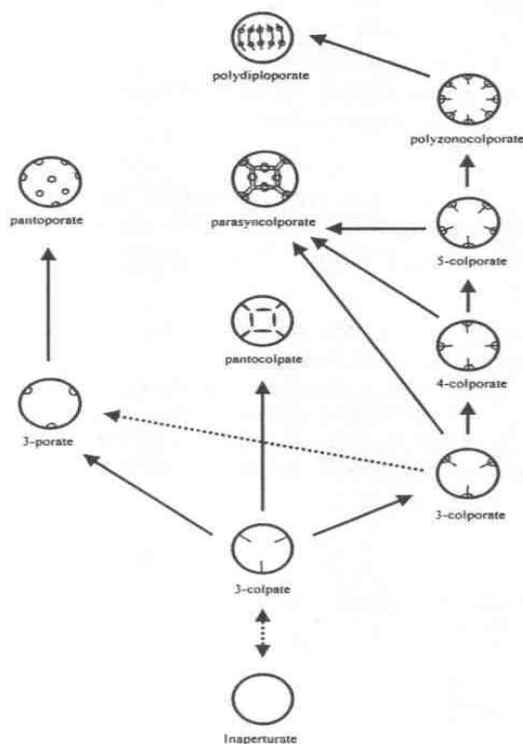 polydiploporate
polyzonocolporate
pantoporate
parasyncolporate
5-colporate
pantocolpate
4-colporate
3-porate
3-colporate
3-colpate
Inaperturate